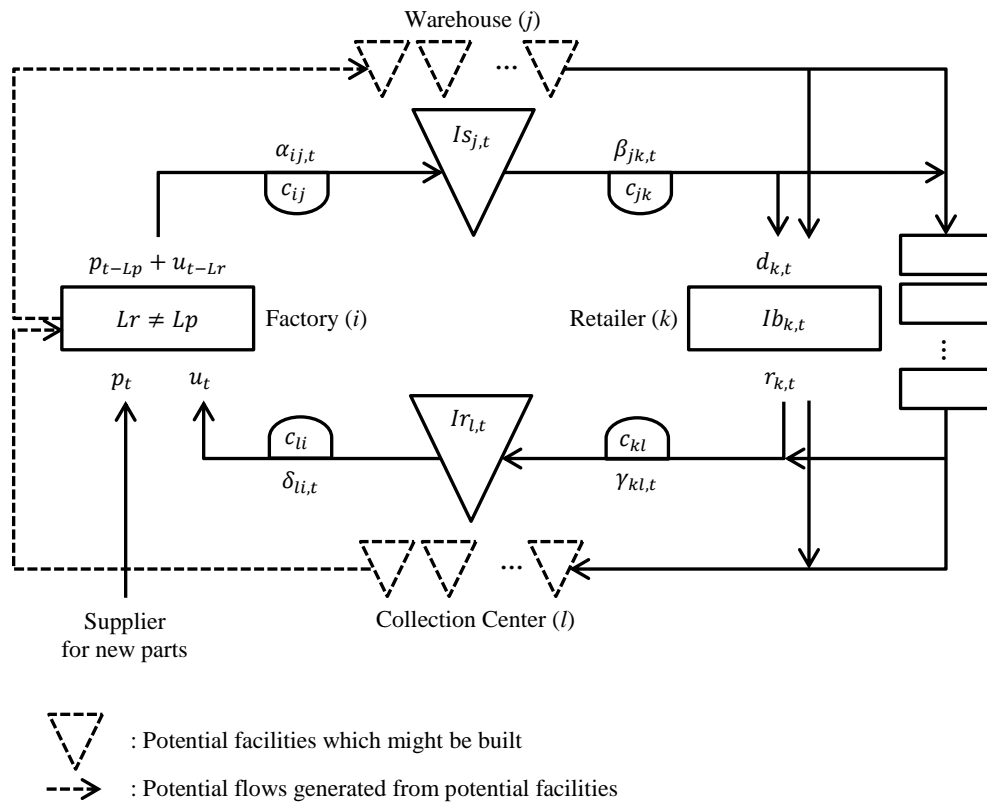 Warehouse (j)
...
Is_{j,t}
α_{ij,t}
β_{jk,t}
c_{ij}
c_{jk}
p_{t−Lp} + u_{t−Lr}
d_{k,t}
Lr ≠ Lp
Factory (i)
Retailer (k)
Ib_{k,t}
⋮
p_t
u_t
r_{k,t}
Ir_{l,t}
c_{li}
c_{kl}
δ_{li,t}
γ_{kl,t}
...
Collection Center (l)
Supplier
for new parts
: Potential facilities which might be built
: Potential flows generated from potential facilities